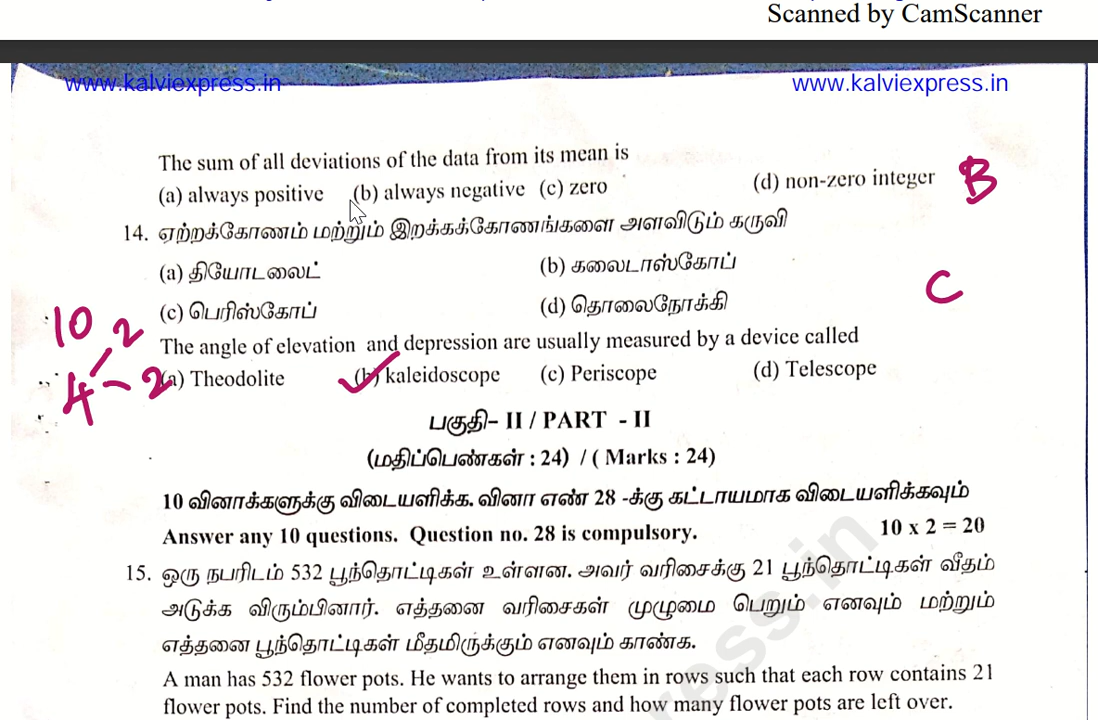 Scanned by CamScanner
www.kalviexpress.in www.kalviexpress.in
The sum of all deviations of the data from its mean is
(a) always positive (b) always negative (c) zero (d) non-zero integer B
14. ஏற்றக்கோணம் மற்றும் இறக்கக்கோணங்களை அளவிடும் கருவி
(a) தியோடலைட் (b) கலைடாஸ்கோப்
(c) பெரிஸ்கோப் (d) தொலைநோக்கி C
10 2
The angle of elevation and depression are usually measured by a device called
4 2 (a) Theodolite (b) kaleidoscope (c) Periscope (d) Telescope
பகுதி- II / PART - II
(மதிப்பெண்கள் : 24) / ( Marks : 24)
10 வினாக்களுக்கு விடையளிக்க. வினா எண் 28 -க்கு கட்டாயமாக விடையளிக்கவும்
Answer any 10 questions. Question no. 28 is compulsory. 10 x 2 = 20
15. ஒரு நபரிடம் 532 பூந்தொட்டிகள் உள்ளன. அவர் வரிசைக்கு 21 பூந்தொட்டிகள் வீதம்
அடுக்க விரும்பினார். எத்தனை வரிசைகள் முழுமை பெறும் எனவும் மற்றும்
எத்தனை பூந்தொட்டிகள் மீதமிருக்கும் எனவும் காண்க.
A man has 532 flower pots. He wants to arrange them in rows such that each row contains 21
flower pots. Find the number of completed rows and how many flower pots are left over.
ress.in